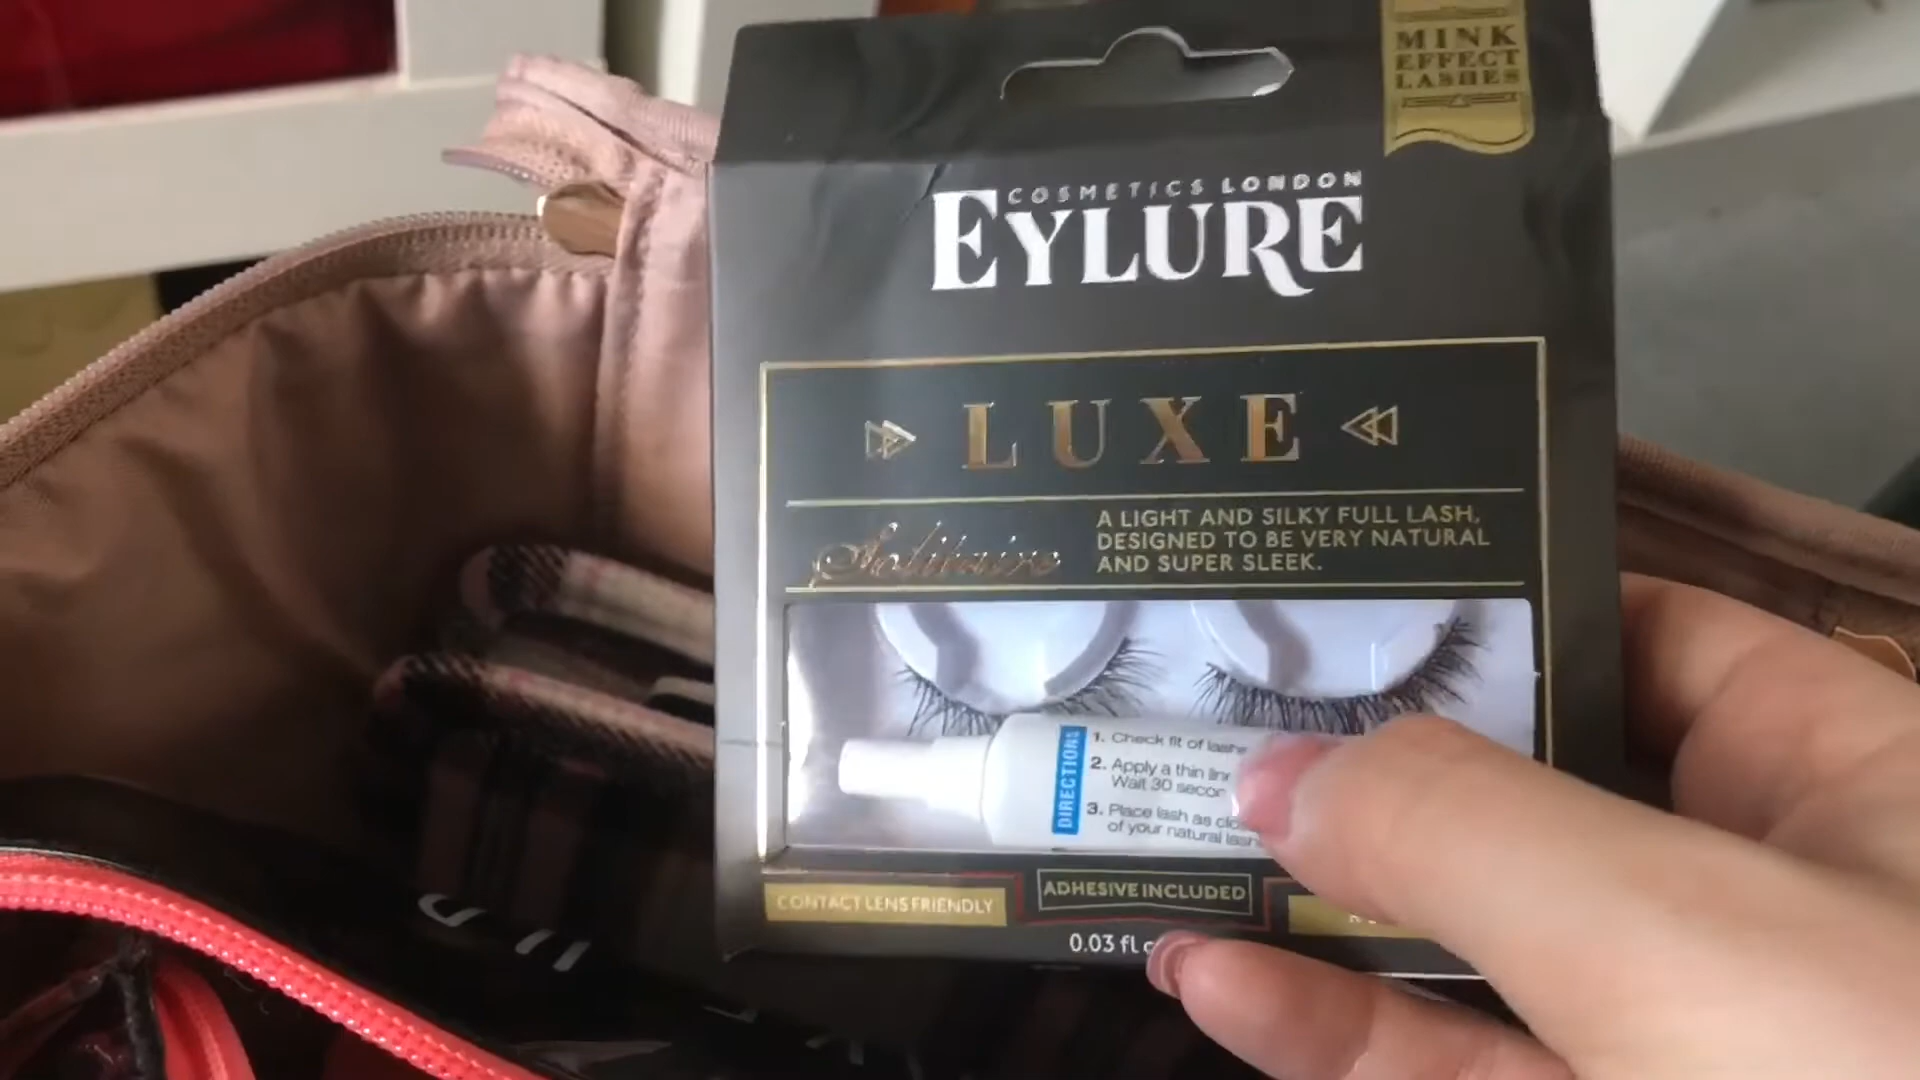 MINK
EFFECT
LASHES
COSMETICS LONDON
EYLURE
LUXE
Solitaire
A LIGHT AND SILKY FULL LASH,
DESIGNED TO BE VERY NATURAL
AND SUPER SLEEK.
DIRECTIONS
1. Check fit of
2. Apply a thin
Wait 30
3. Place lash as
of your natural
CONTACT LENS FRIENDLY
ADHESIVE INCLUDED
0.03 fl